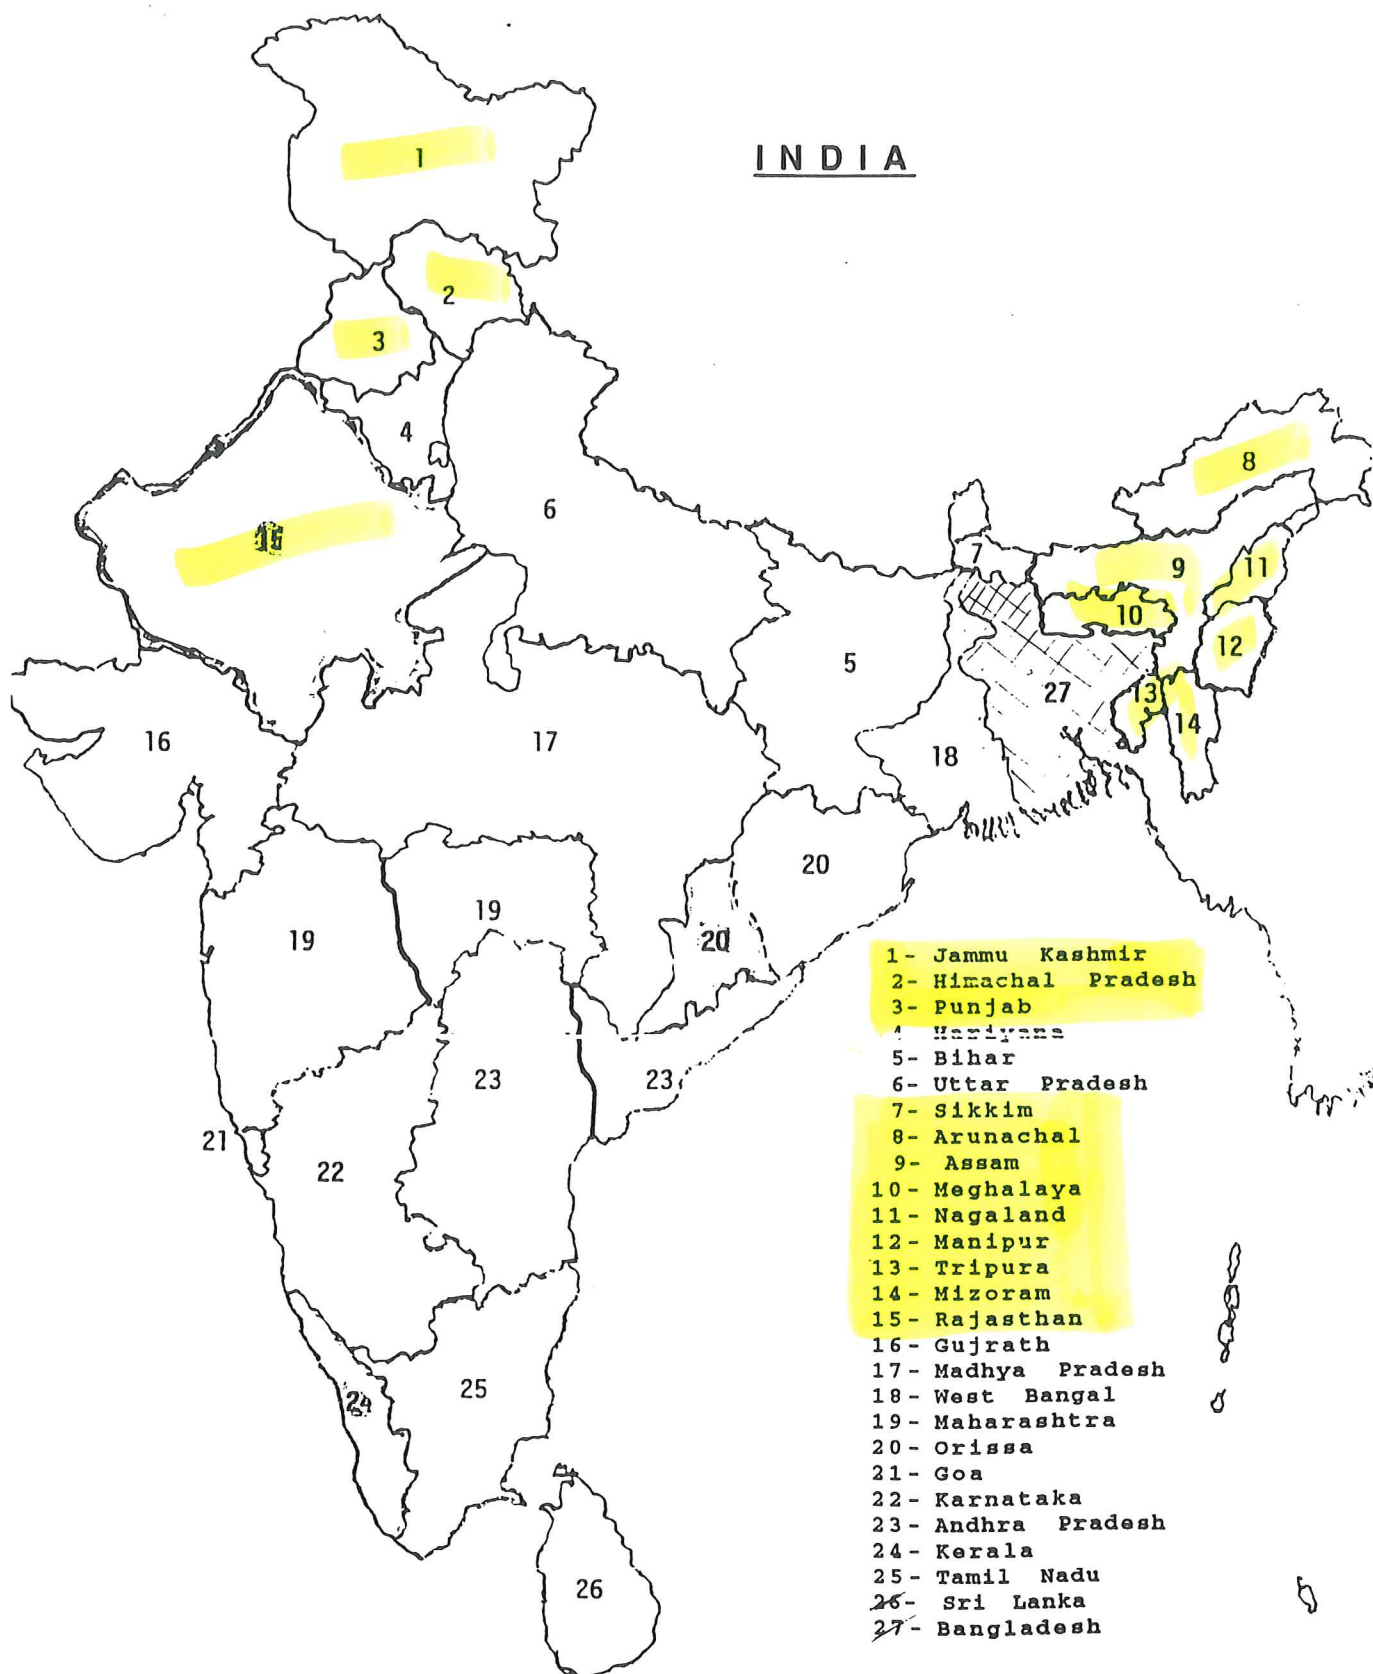 INDIA
1
2
3
4
6
8
7
9
11
10
12
5
27
13
14
16
17
18
20
19
19
20
23
23
21
22
25
24
26
1- Jammu Kashmir
2- Himachal Pradesh
3- Punjab
4- Hariyana
5- Bihar
6- Uttar Pradesh
7- Sikkim
8- Arunachal
9- Assam
10- Meghalaya
11- Nagaland
12- Manipur
13- Tripura
14- Mizoram
15- Rajasthan
16- Gujrath
17- Madhya Pradesh
18- West Bangal
19- Maharashtra
20- Orissa
21- Goa
22- Karnataka
23- Andhra Pradesh
24- Kerala
25- Tamil Nadu
26- Sri Lanka
27- Bangladesh